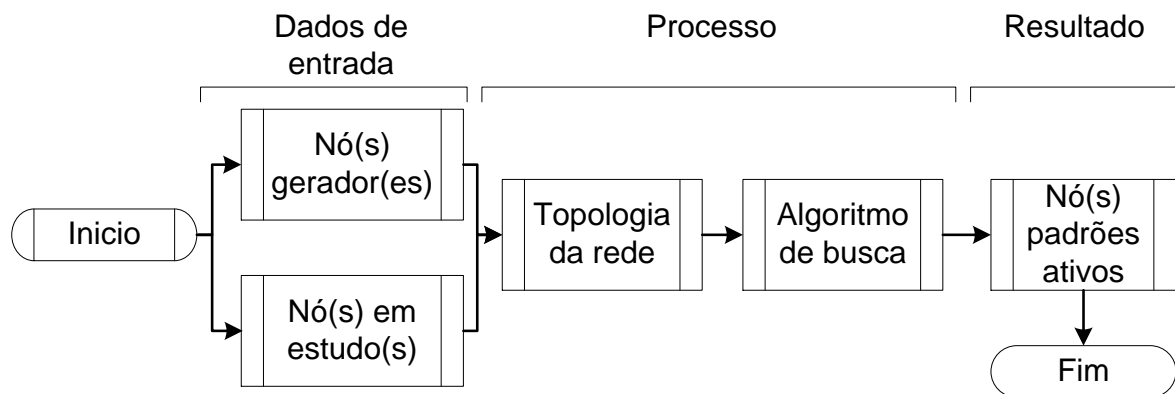 Dados de
entrada
Processo
Resultado
Nó(s)
gerador(es)
Inicio
Nó(s) em
estudo(s)
Topologia
da rede
Algoritmo
de busca
Nó(s)
padrões
ativos
Fim